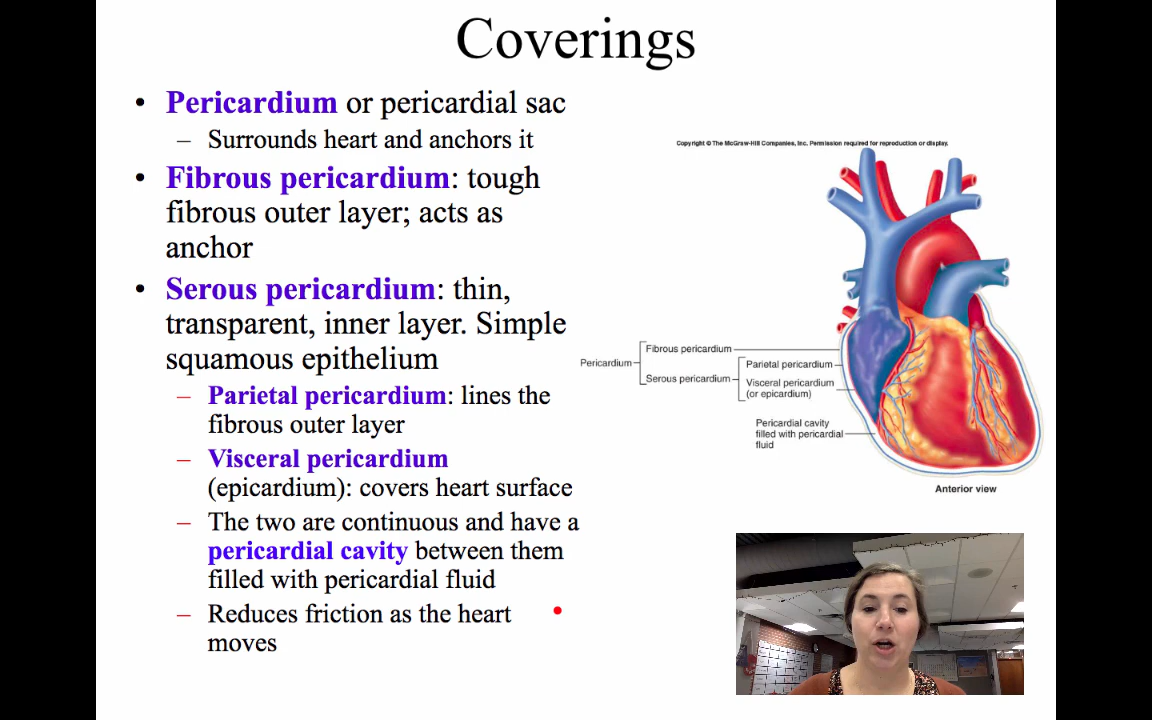 Coverings
• Pericardium or pericardial sac
– Surrounds heart and anchors it
• Fibrous pericardium: tough
fibrous outer layer; acts as
anchor
• Serous pericardium: thin,
transparent, inner layer. Simple
squamous epithelium
– Parietal pericardium: lines the
fibrous outer layer
– Visceral pericardium
(epicardium): covers heart surface
– The two are continuous and have a
pericardial cavity between them
filled with pericardial fluid
– Reduces friction as the heart
moves
Copyright © The McGraw-Hill Companies, Inc. Permission required for reproduction or display.
Pericardium
Fibrous pericardium
Serous pericardium
Parietal pericardium
Visceral pericardium
(or epicardium)
Pericardial cavity
filled with pericardial
fluid
Anterior view